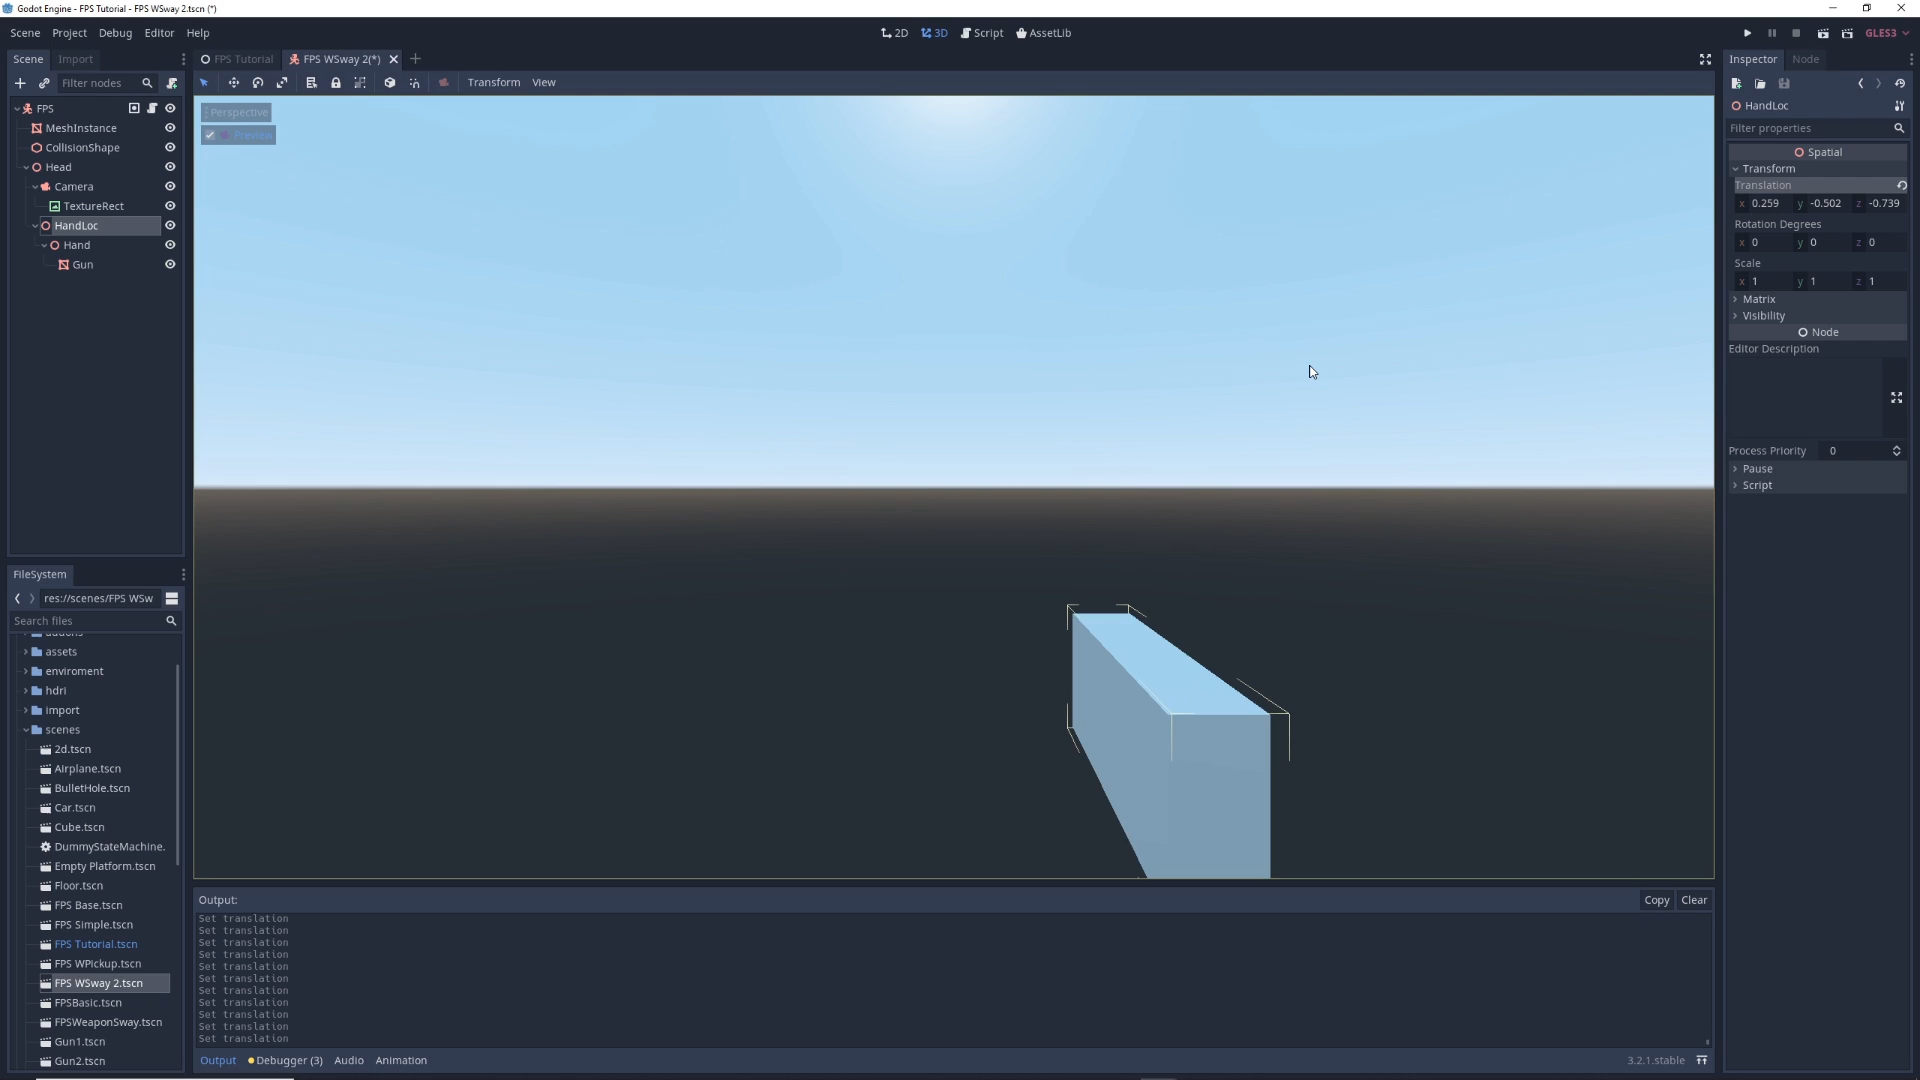 Godot Engine - FPS Tutorial - FPS WSway 2.tscn (*)
Scene Project Debug Editor Help
2D 3D Script AssetLib
GLES3
Scene Import
Filter nodes
FPS
MeshInstance
CollisionShape
Head
Camera
TextureRect
HandLoc
Hand
Gun
FileSystem
res://scenes/FPS WSw
Search files
assets
enviroment
hdri
import
scenes
2d.tscn
Airplane.tscn
BulletHole.tscn
Car.tscn
Cube.tscn
DummyStateMachine.
Empty Platform.tscn
Floor.tscn
FPS Base.tscn
FPS Simple.tscn
FPS Tutorial.tscn
FPS WPickup.tscn
FPS WSway 2.tscn
FPSBasic.tscn
FPSWeaponSway.tscn
Gun1.tscn
Gun2.tscn
FPS Tutorial FPS WSway 2(*)
Transform View
Perspective
Preview
Output:
Copy Clear
Set translation
Set translation
Set translation
Set translation
Set translation
Set translation
Set translation
Set translation
Set translation
Set translation
Set translation
Output Debugger (3) Audio Animation
3.2.1.stable
Inspector Node
HandLoc
Filter properties
Spatial
Transform
Translation
x 0.259 y -0.502 z -0.739
Rotation Degrees
x 0 y 0 z 0
Scale
x 1 y 1 z 1
Matrix
Visibility
Node
Editor Description
Process Priority 0
Pause
Script